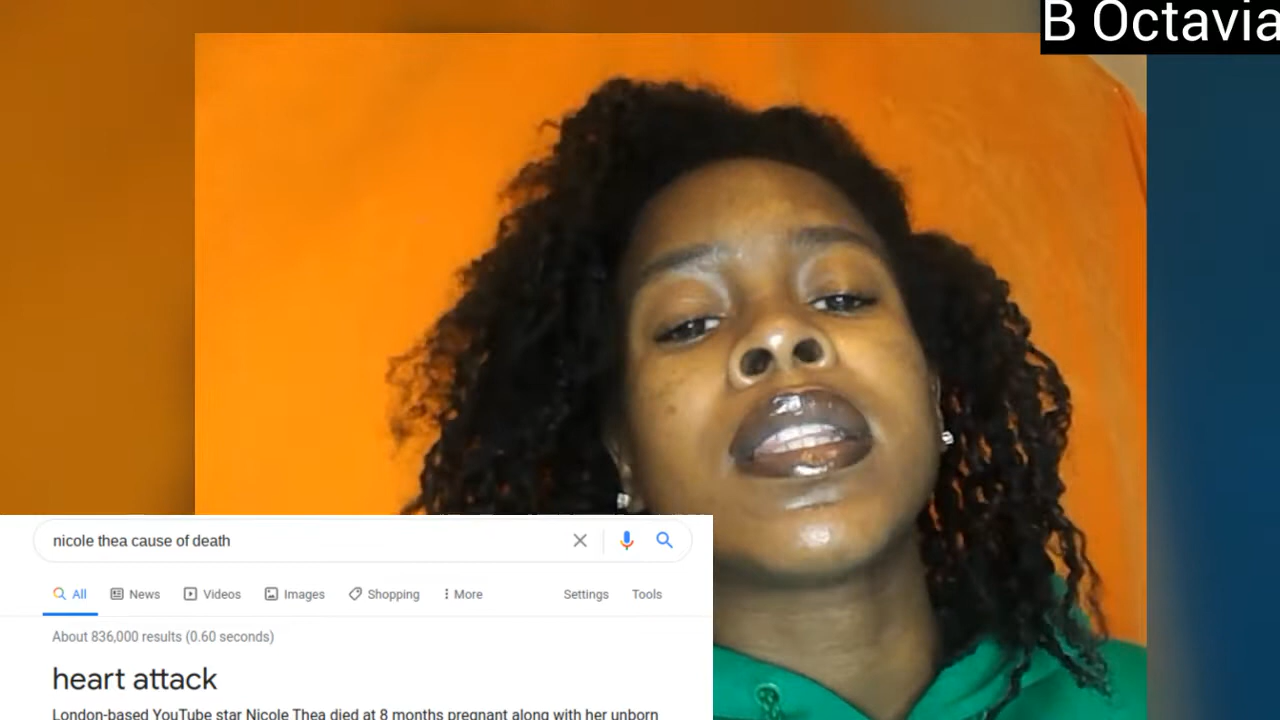 B Octavia
nicole thea cause of death
All News Videos Images Shopping More Settings Tools
About 836,000 results (0.60 seconds)
heart attack
London-based YouTube star Nicole Thea died at 8 months pregnant along with her unborn